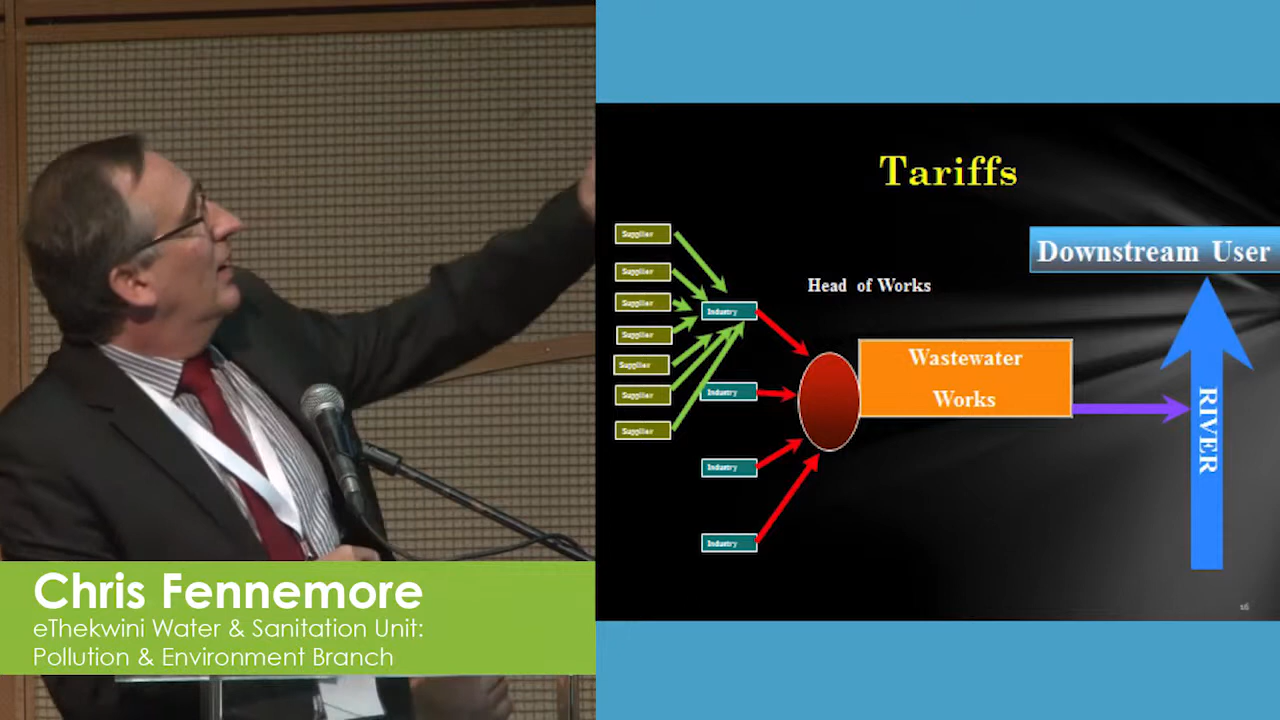 Chris Fennemore
eThekwini Water & Sanitation Unit:
Pollution & Environment Branch
Tariffs
Supplier
Supplier
Supplier
Supplier
Supplier
Supplier
Supplier
Industry
Industry
Industry
Industry
Head of Works
Wastewater
Works
Downstream User
RIVER
16